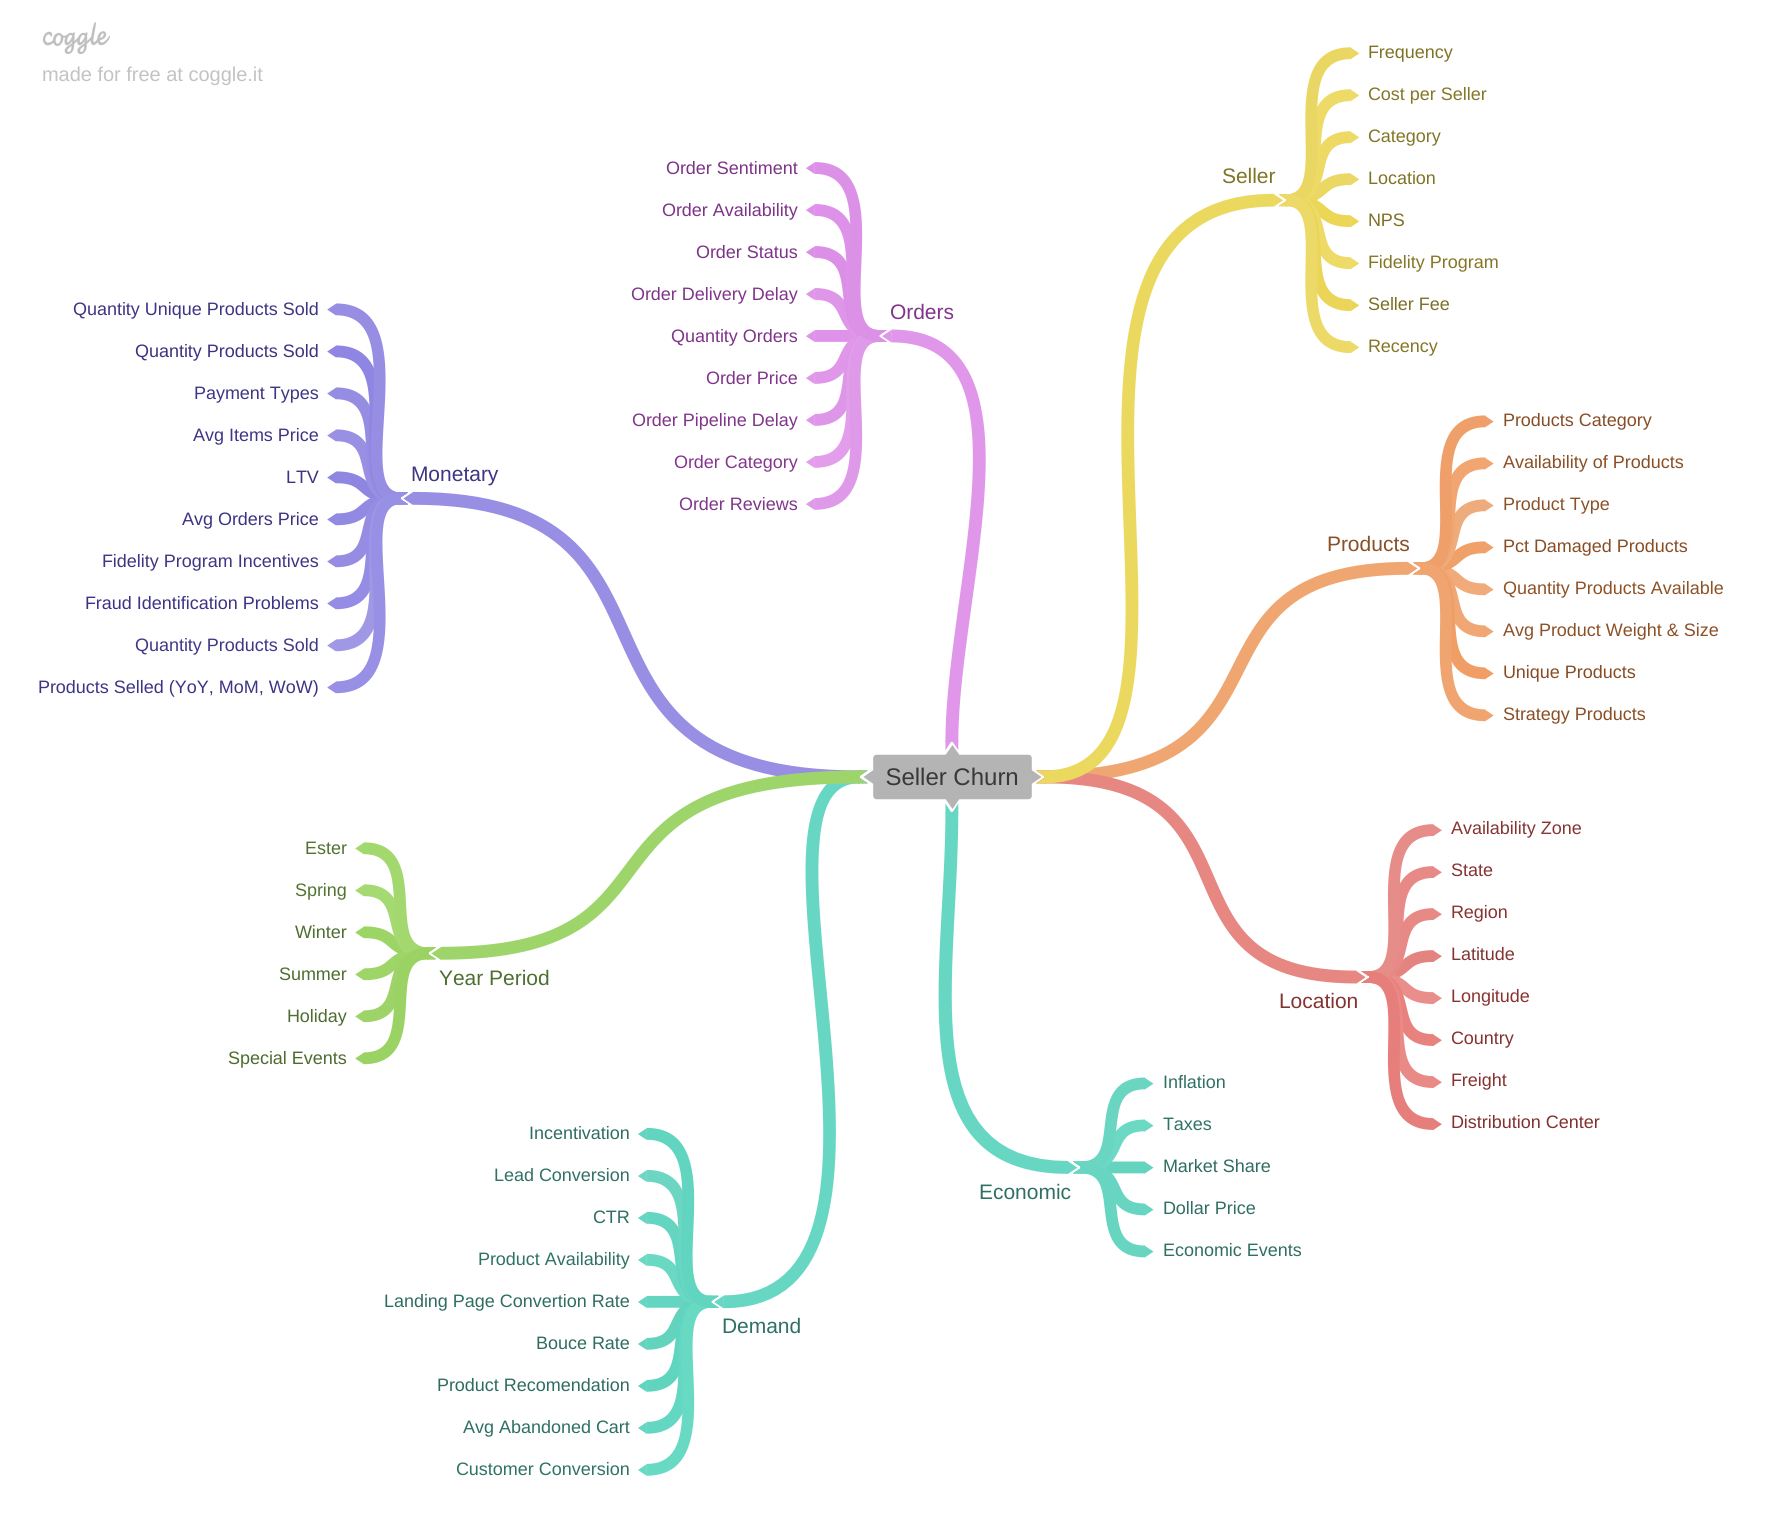 coggle
made for free at coggle.it
Seller Churn
Seller
Frequency
Cost per Seller
Category
Location
NPS
Fidelity Program
Seller Fee
Recency
Products
Products Category
Availability of Products
Product Type
Pct Damaged Products
Quantity Products Available
Avg Product Weight & Size
Unique Products
Strategy Products
Location
Availability Zone
State
Region
Latitude
Longitude
Country
Freight
Distribution Center
Economic
Inflation
Taxes
Market Share
Dollar Price
Economic Events
Orders
Order Sentiment
Order Availability
Order Status
Order Delivery Delay
Quantity Orders
Order Price
Order Pipeline Delay
Order Category
Order Reviews
Monetary
Quantity Unique Products Sold
Quantity Products Sold
Payment Types
Avg Items Price
LTV
Avg Orders Price
Fidelity Program Incentives
Fraud Identification Problems
Quantity Products Sold
Products Selled (YoY, MoM, WoW)
Year Period
Ester
Spring
Winter
Summer
Holiday
Special Events
Demand
Incentivation
Lead Conversion
CTR
Product Availability
Landing Page Convertion Rate
Bouce Rate
Product Recomendation
Avg Abandoned Cart
Customer Conversion